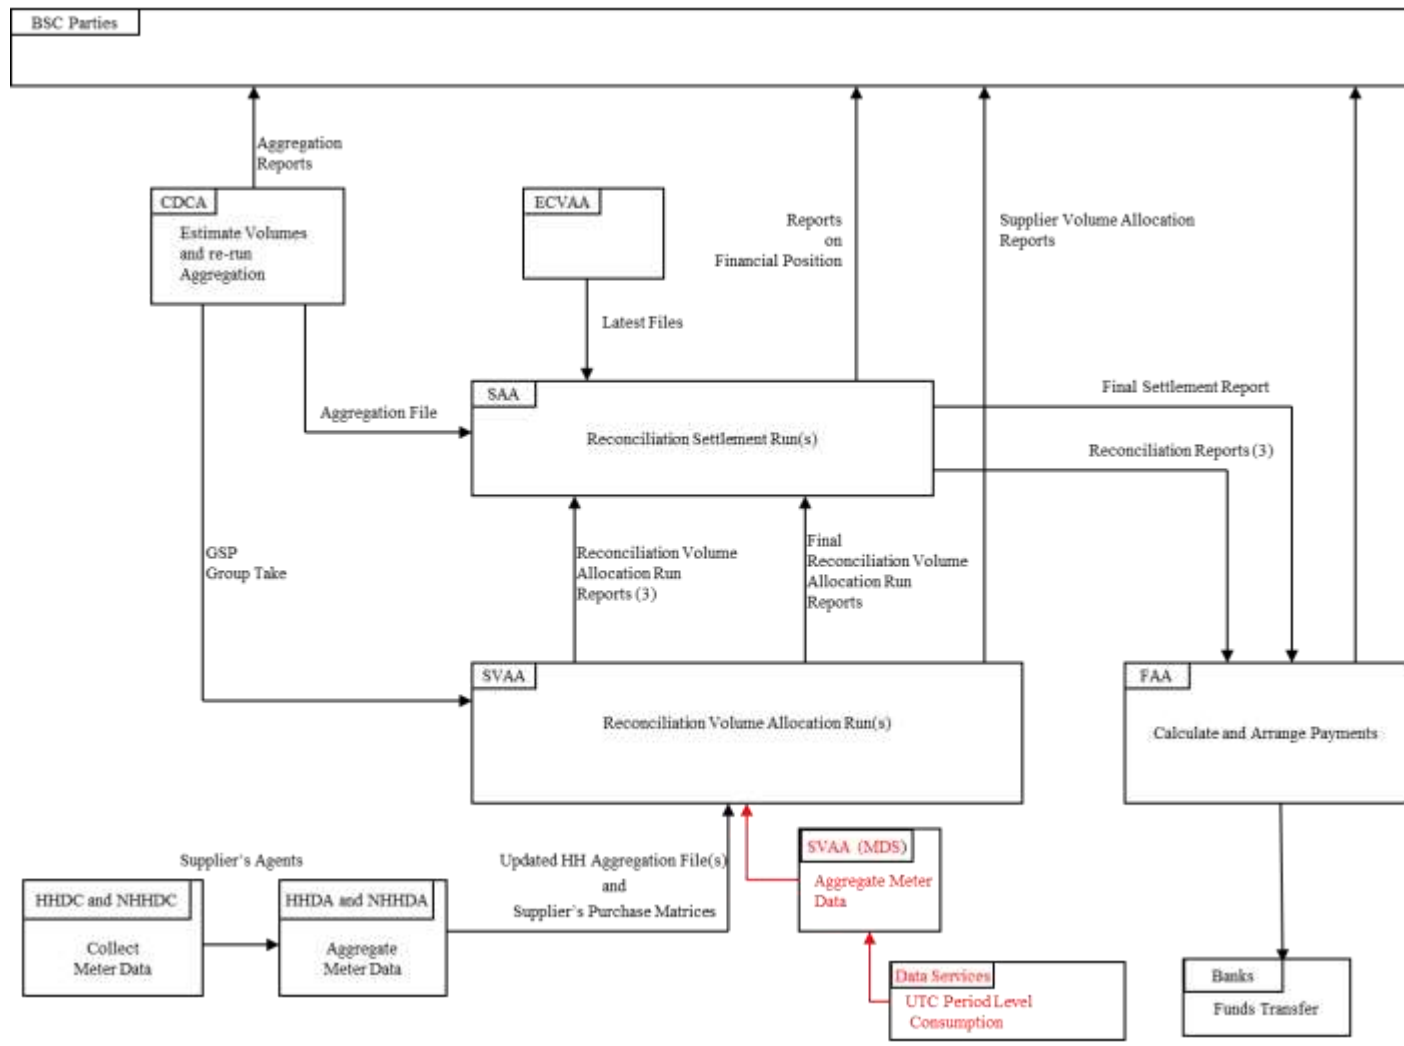 BSC Parties
Aggregation
Reports
CDCA
Estimate Volumes
and re-run
Aggregation
ECVAA
Reports
on
Financial Position
Supplier Volume Allocation
Reports
Latest Files
SAA
Reconciliation Settlement Run(s)
Aggregation File
Final Settlement Report
Reconciliation Reports (3)
GSP
Group Take
Reconciliation Volume
Allocation Run
Reports (3)
Final
Reconciliation Volume
Allocation Run
Reports
SVAA
Reconciliation Volume Allocation Run(s)
FAA
Calculate and Arrange Payments
Supplier's Agents
HHDC and NHHDC
Collect
Meter Data
HHDA and NHHDA
Aggregate
Meter Data
Updated HH Aggregation File(s)
and
Supplier's Purchase Matrices
SVAA (MDS)
Aggregate Meter
Data
Data Services
UTC Period Level
Consumption
Banks
Funds Transfer